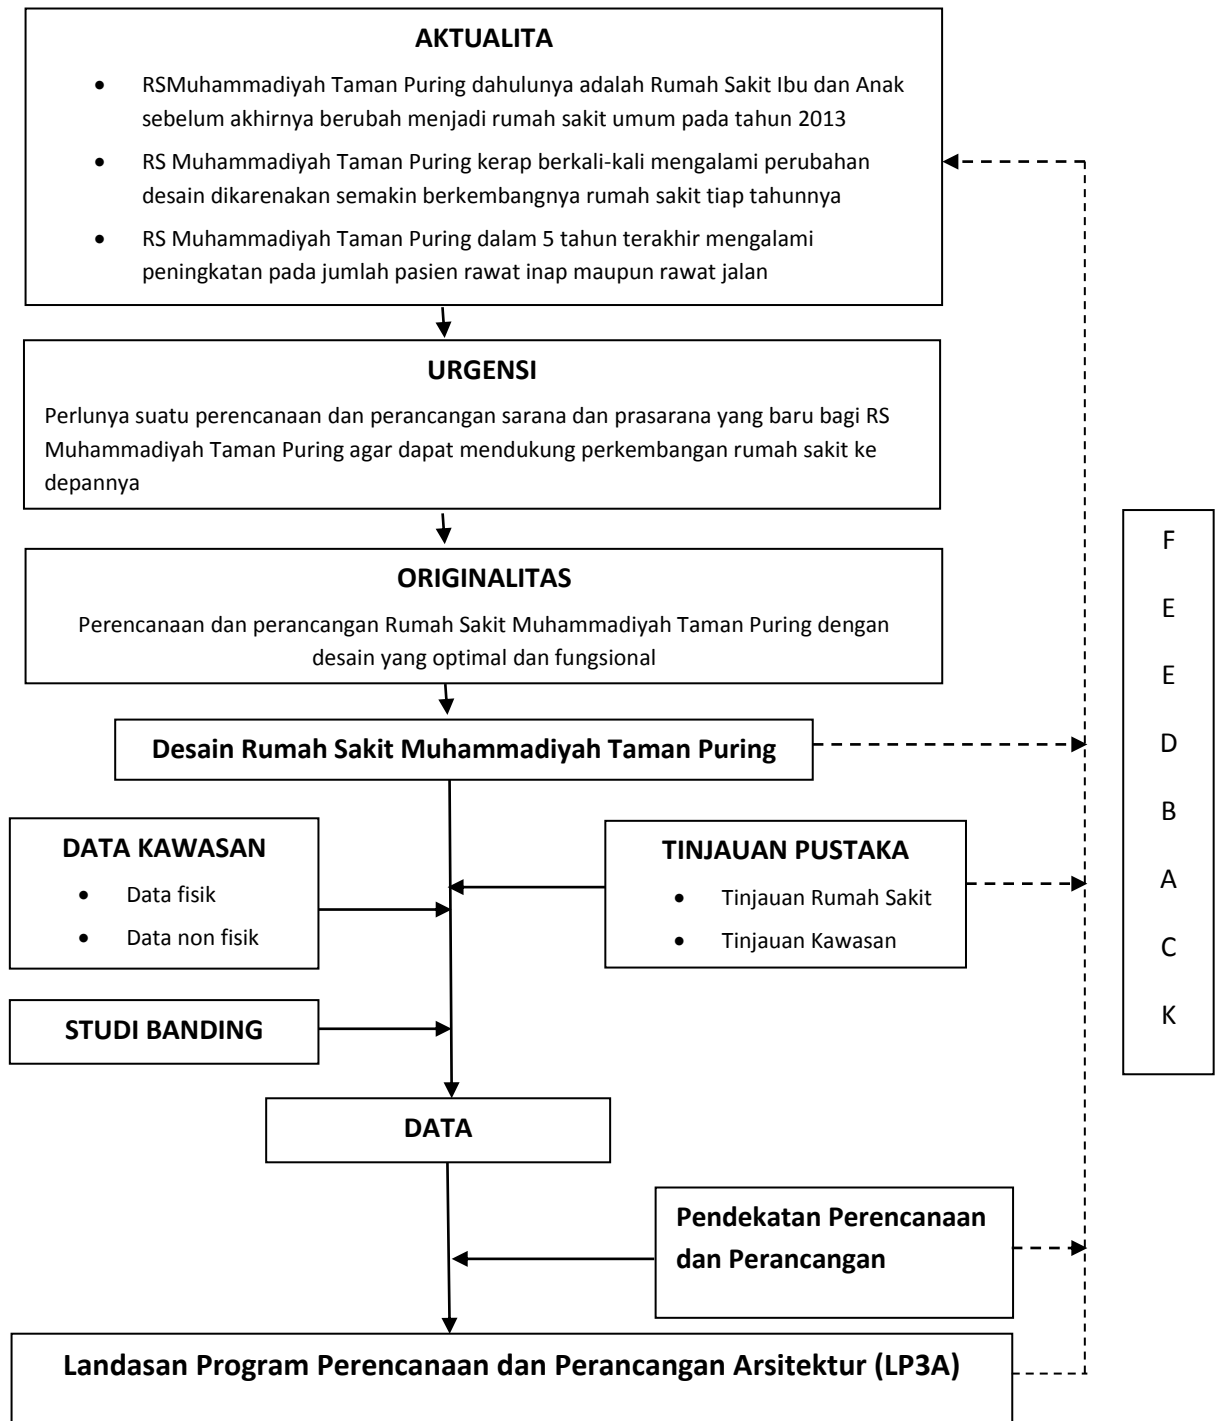 AKTUALITA
• RSMuhammadiyah Taman Puring dahulunya adalah Rumah Sakit Ibu dan Anak
sebelum akhirnya berubah menjadi rumah sakit umum pada tahun 2013
• RS Muhammadiyah Taman Puring kerap berkali-kali mengalami perubahan
desain dikarenakan semakin berkembangnya rumah sakit tiap tahunnya
• RS Muhammadiyah Taman Puring dalam 5 tahun terakhir mengalami
peningkatan pada jumlah pasien rawat inap maupun rawat jalan
URGENSI
Perlunya suatu perencanaan dan perancangan sarana dan prasarana yang baru bagi RS
Muhammadiyah Taman Puring agar dapat mendukung perkembangan rumah sakit ke
depannya
ORIGINALITAS
Perencanaan dan perancangan Rumah Sakit Muhammadiyah Taman Puring dengan
desain yang optimal dan fungsional
Desain Rumah Sakit Muhammadiyah Taman Puring
DATA KAWASAN
• Data fisik
• Data non fisik
TINJAUAN PUSTAKA
• Tinjauan Rumah Sakit
• Tinjauan Kawasan
STUDI BANDING
DATA
Pendekatan Perencanaan
dan Perancangan
Landasan Program Perencanaan dan Perancangan Arsitektur (LP3A)
F
E
E
D
B
A
C
K